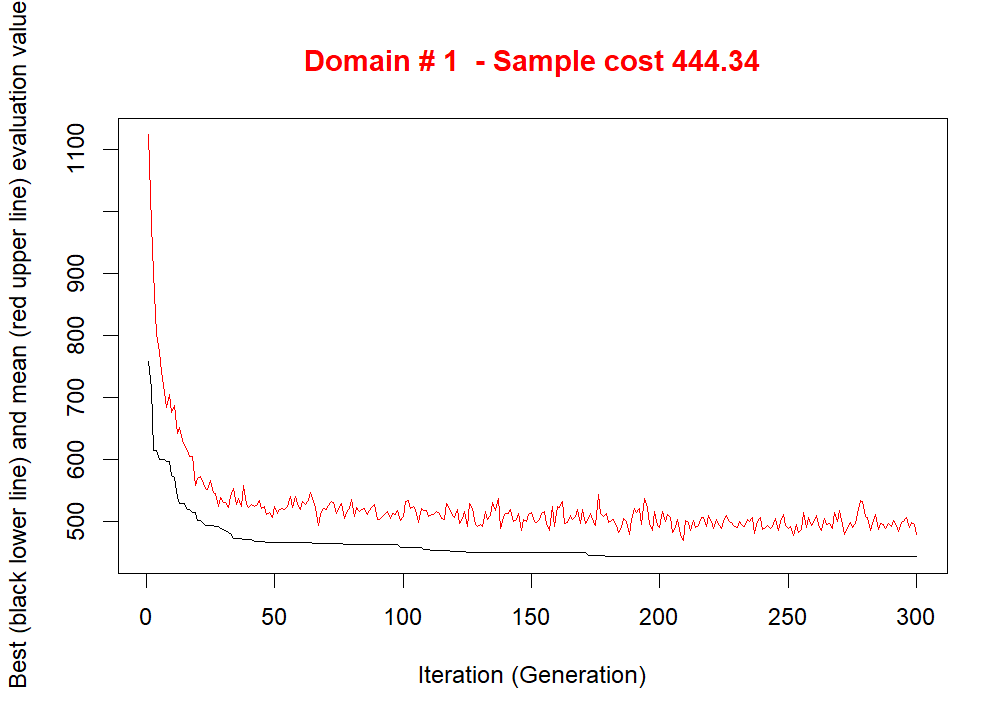 Domain # 1  - Sample cost 444.34
Best (black lower line) and mean (red upper line) evaluation value
1100
900
800
700
600
500
0 50 100 150 200 250 300
Iteration (Generation)